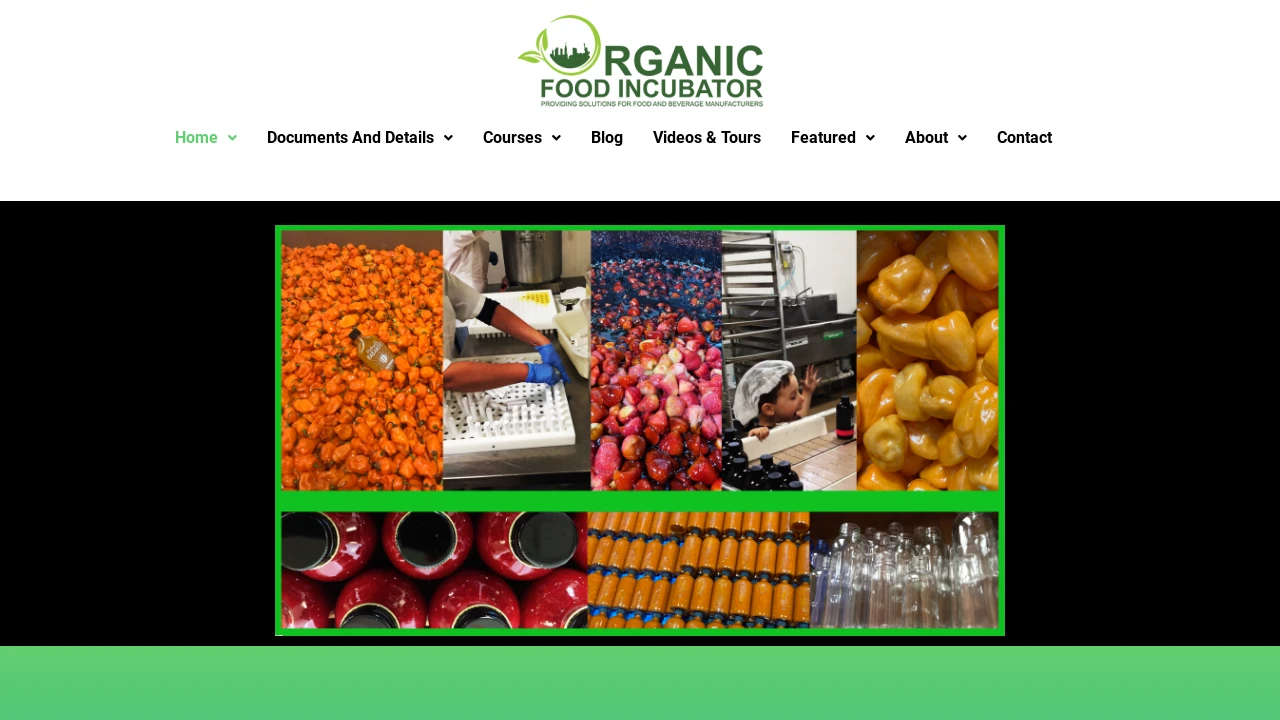 ORGANIC
FOOD INCUBATOR
PROVIDING SOLUTIONS FOR FOOD AND BEVERAGE MANUFACTURERS
Home Documents And Details Courses Blog Videos & Tours Featured About Contact